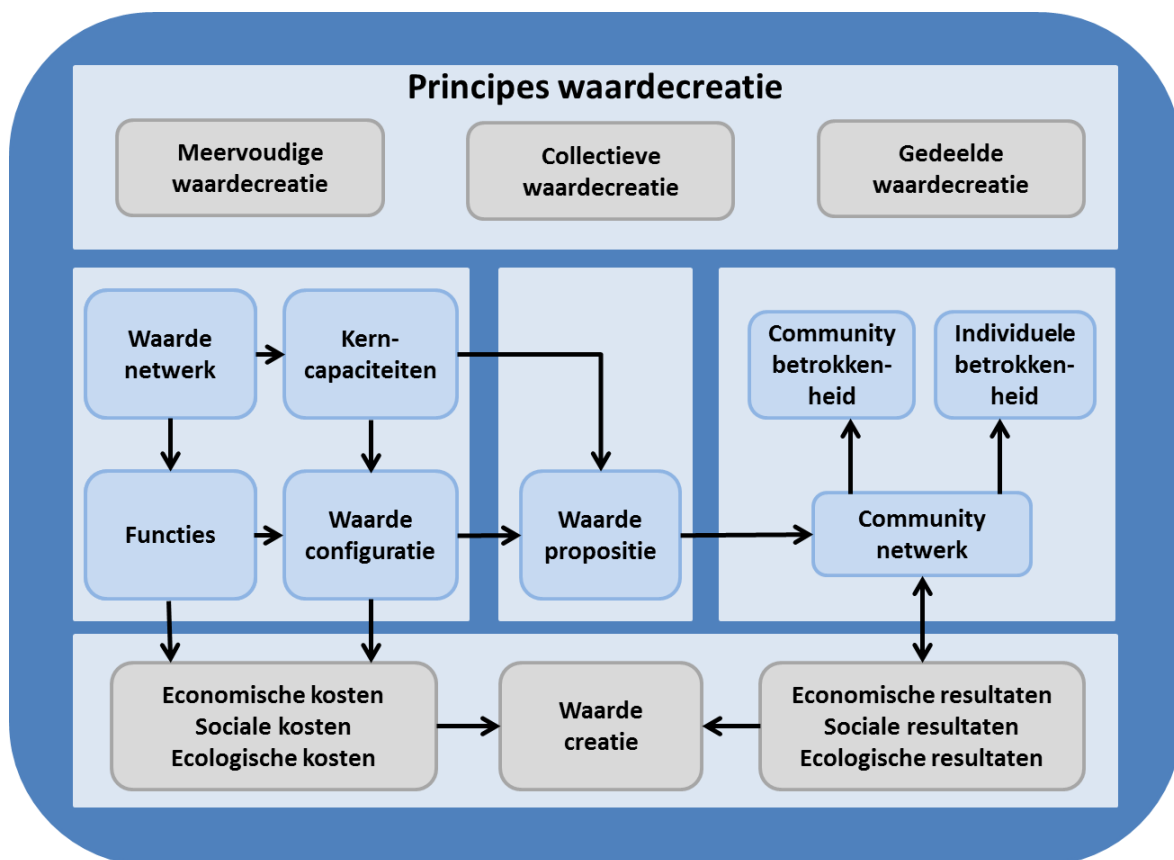 Principes waardecreatie
Meervoudige
waardecreatie
Collectieve
waardecreatie
Gedeelde
waardecreatie
Waarde
netwerk
Kern-
capaciteiten
Community
betrokken-
heid
Individuele
betrokken-
heid
Functies
Waarde
configuratie
Waarde
propositie
Community
netwerk
Economische kosten
Sociale kosten
Ecologische kosten
Waarde
creatie
Economische resultaten
Sociale resultaten
Ecologische resultaten